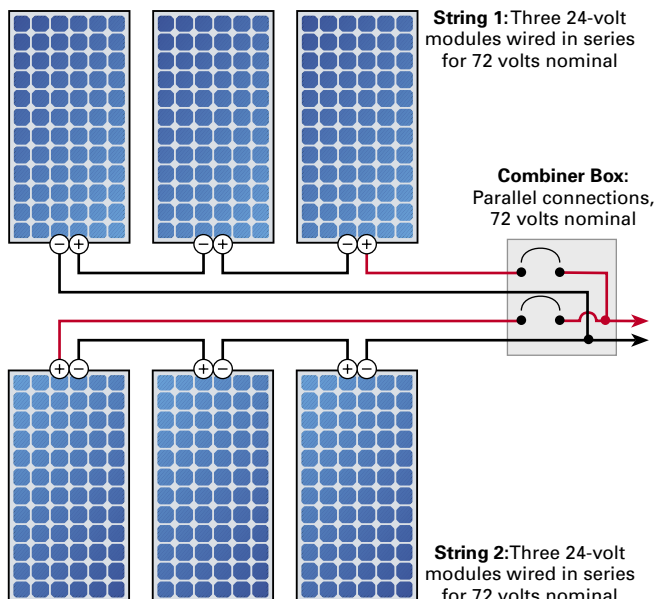 String 1: Three 24-volt
modules wired in series
for 72 volts nominal
Combiner Box:
Parallel connections,
72 volts nominal
− + − + − +
+ − + − + −
String 2: Three 24-volt
modules wired in series
for 72 volts nominal